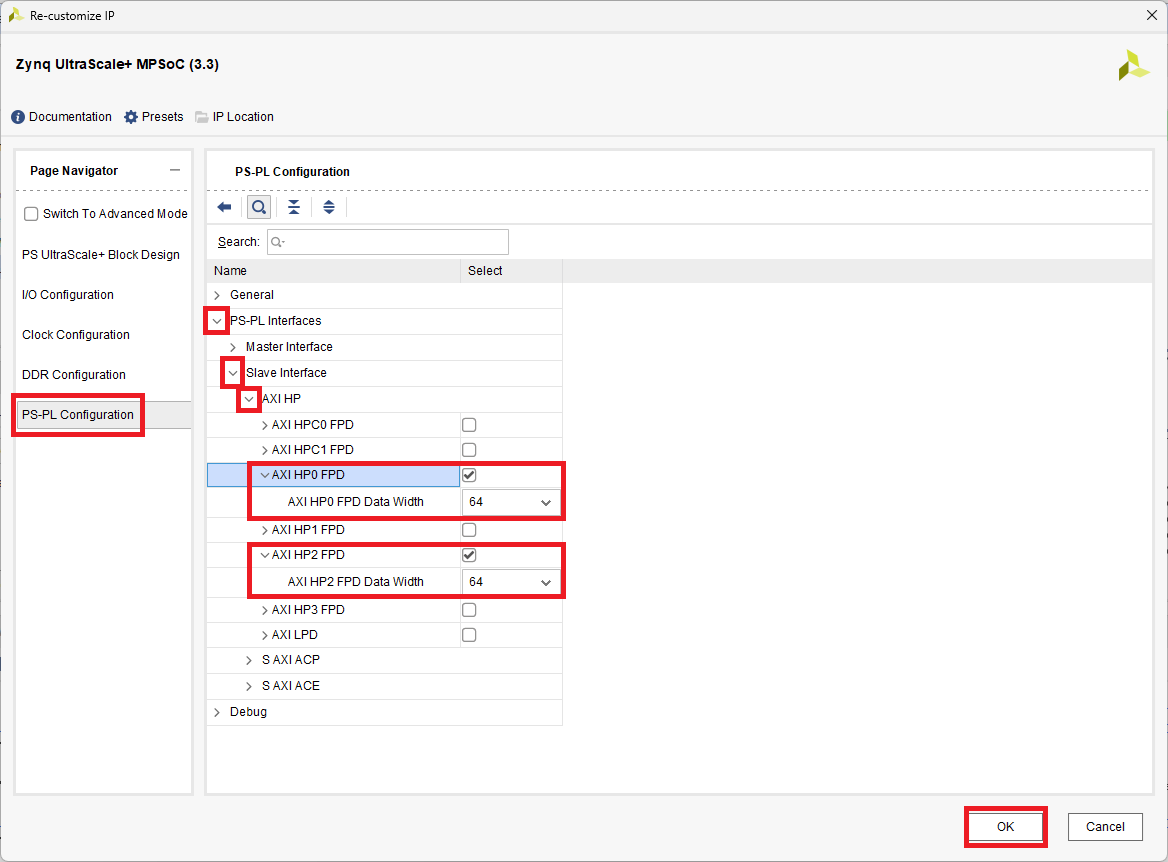 Re-customize IP
Zynq UltraScale+ MPSoC (3.3)
Documentation Presets IP Location
Page Navigator
Switch To Advanced Mode
PS UltraScale+ Block Design
I/O Configuration
Clock Configuration
DDR Configuration
PS-PL Configuration
PS-PL Configuration
Search:
Name Select
General
PS-PL Interfaces
Master Interface
Slave Interface
AXI HP
AXI HPC0 FPD
AXI HPC1 FPD
AXI HP0 FPD
AXI HP0 FPD Data Width 64
AXI HP1 FPD
AXI HP2 FPD
AXI HP2 FPD Data Width 64
AXI HP3 FPD
AXI LPD
S AXI ACP
S AXI ACE
Debug
OK Cancel